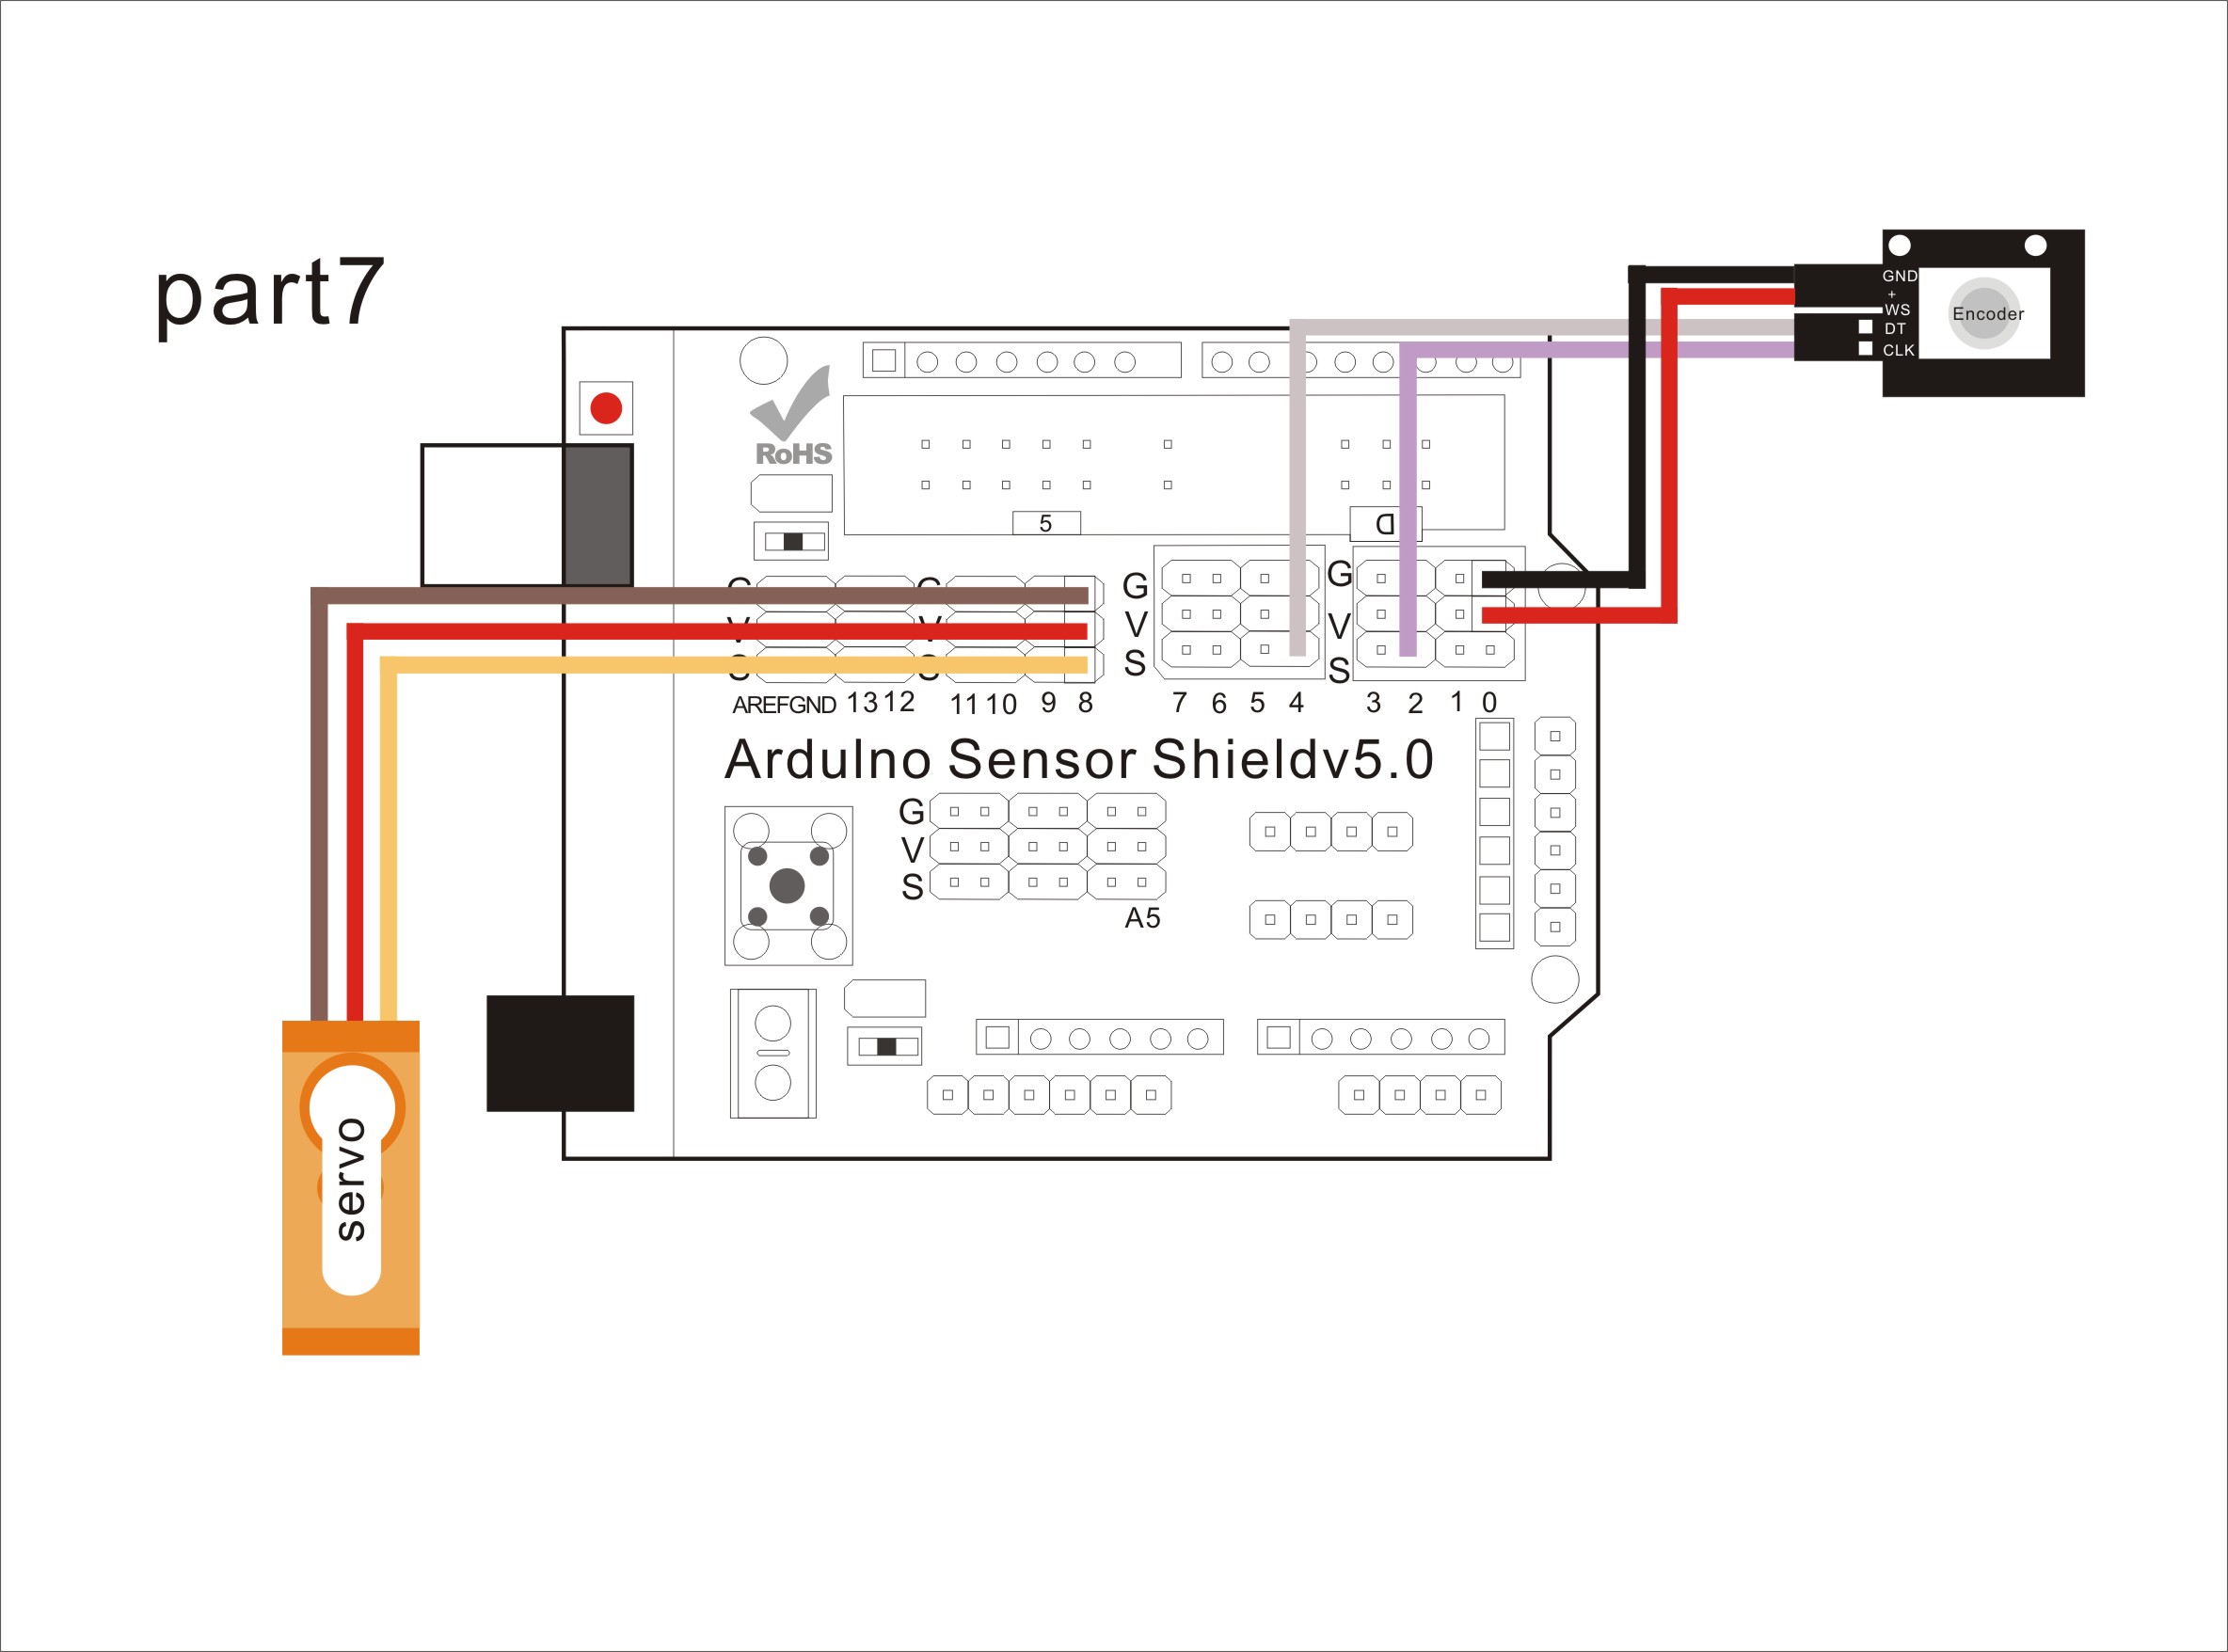 part7
GND
+
WS
DT
CLK
Encoder
RoHS
5
D
G
V
S
G
V
S
G
V
S
G
V
S
AREFGND 13 12 11 10 9 8 7 6 5 4 3 2 1 0
Ardulno Sensor Shieldv5.0
G
V
S
A5
servo